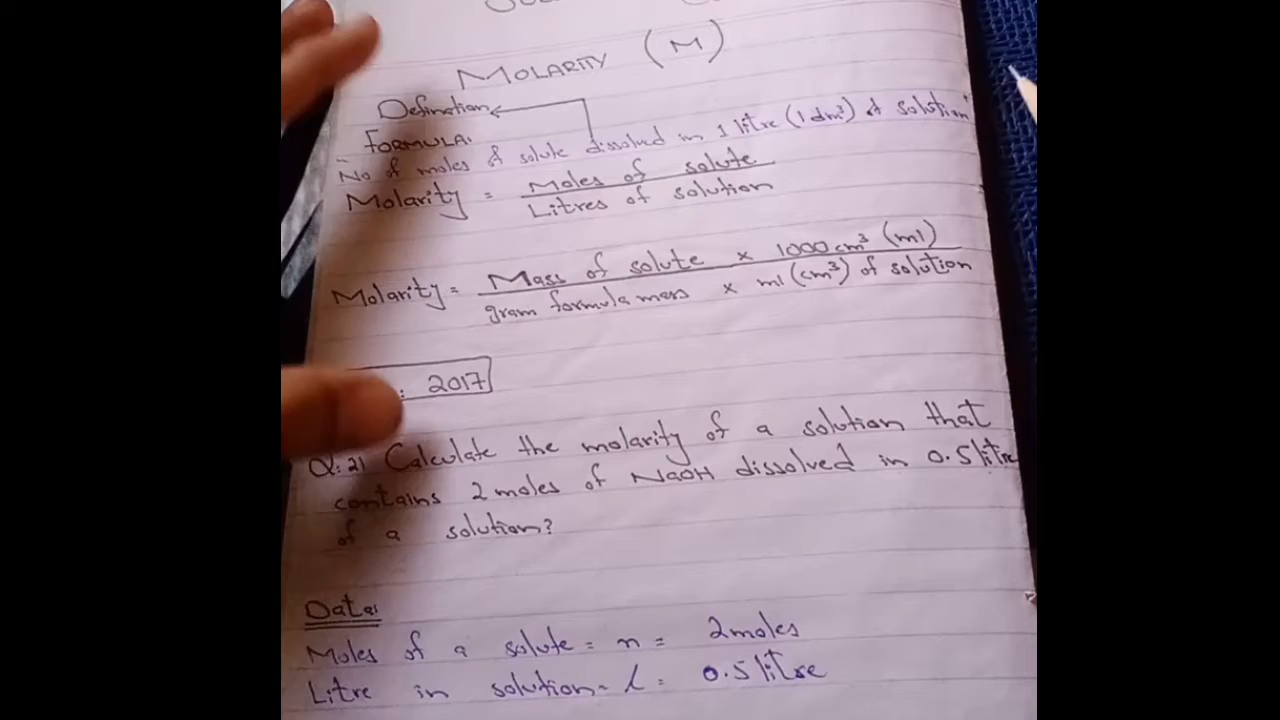 MOLARITY (M)
Defination
FORMULA:
No of moles of solute dissolved in 1 litre (1 dm³) of solution
Molarity = Moles of solute
Litres of solution
Molarity = Mass of solute × 1000 cm³ (ml)
gram formula mass × ml (cm³) of solution
: 2017
Q: 21 Calculate the molarity of a solution that
contains 2 moles of NaOH dissolved in 0.5 litre
of a solution?
Data:
Moles of a solute = n = 2 moles
Litre in solution = l = 0.5 litre